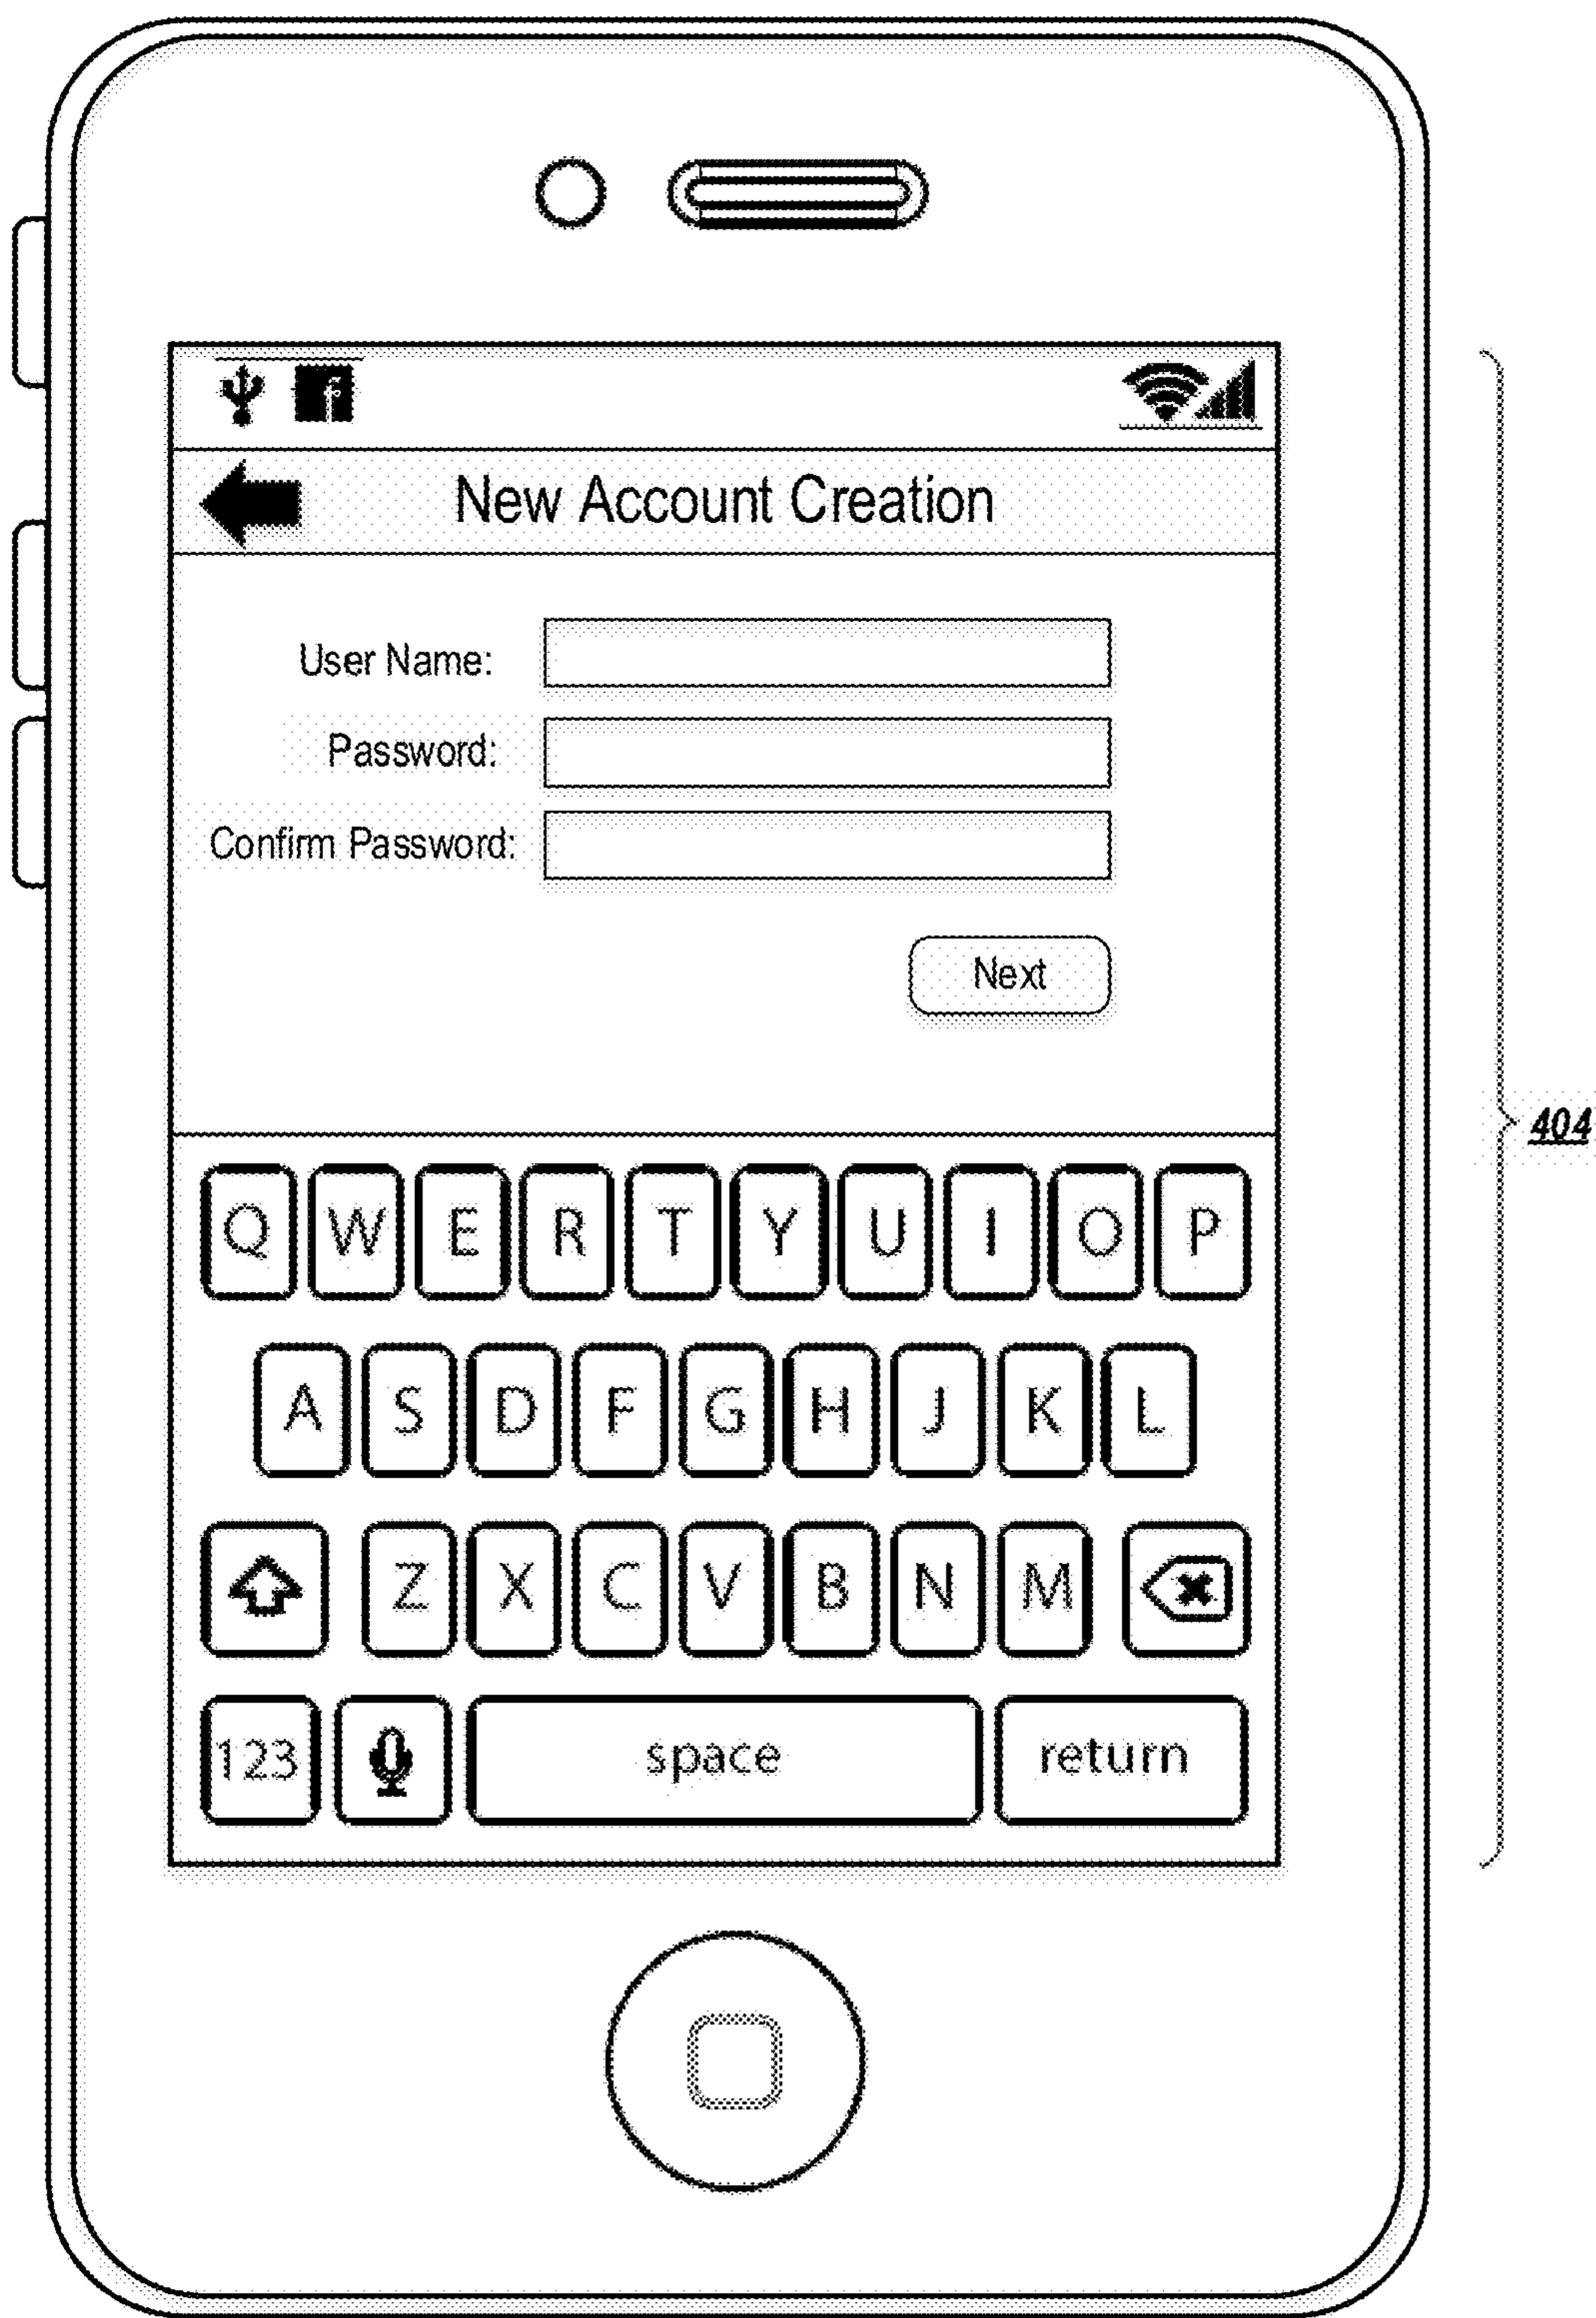 New Account Creation
User Name:
Password:
Confirm Password:
Next
404
Q W E R T Y U I O P
A S D F G H J K L
Z X C V B N M
123 space return